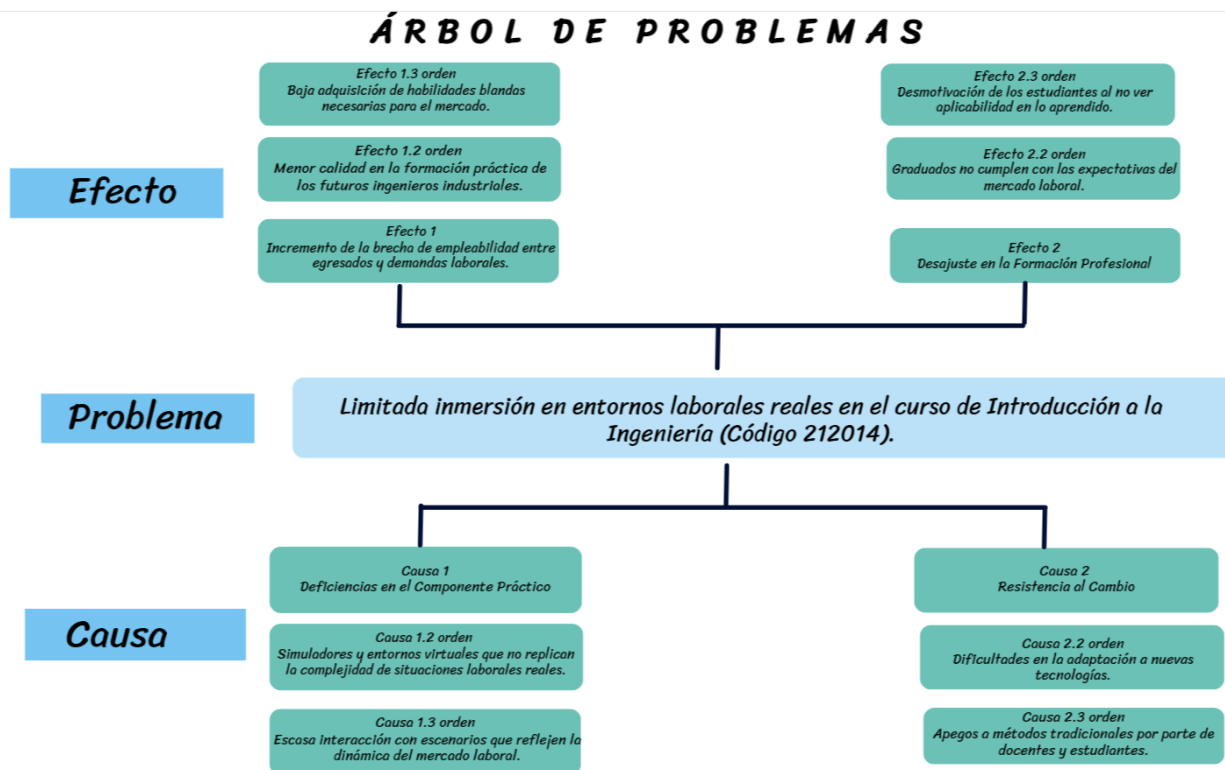 ÁRBOL DE PROBLEMAS
Efecto 1.3 orden
Baja adquisición de habilidades blandas
necesarias para el mercado.
Efecto 2.3 orden
Desmotivación de los estudiantes al no ver
aplicabilidad en lo aprendido.
Efecto
Efecto 1.2 orden
Menor calidad en la formación práctica de
los futuros ingenieros industriales.
Efecto 2.2 orden
Graduados no cumplen con las expectativas del
mercado laboral.
Efecto 1
Incremento de la brecha de empleabilidad entre
egresados y demandas laborales.
Efecto 2
Desajuste en la Formación Profesional
Problema
Limitada inmersión en entornos laborales reales en el curso de Introducción a la
Ingeniería (Código 212014).
Causa 1
Deficiencias en el Componente Práctico
Causa 2
Resistencia al Cambio
Causa
Causa 1.2 orden
Simuladores y entornos virtuales que no replican
la complejidad de situaciones laborales reales.
Causa 2.2 orden
Dificultades en la adaptación a nuevas
tecnologías.
Causa 1.3 orden
Escasa interacción con escenarios que reflejen la
dinámica del mercado laboral.
Causa 2.3 orden
Apegos a métodos tradicionales por parte de
docentes y estudiantes.